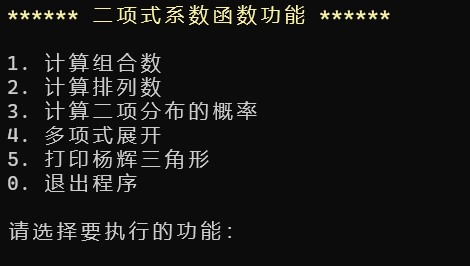 ****** 二项式系数函数功能 ******
1. 计算组合数
2. 计算排列数
3. 计算二项分布的概率
4. 多项式展开
5. 打印杨辉三角形
0. 退出程序
请选择要执行的功能: